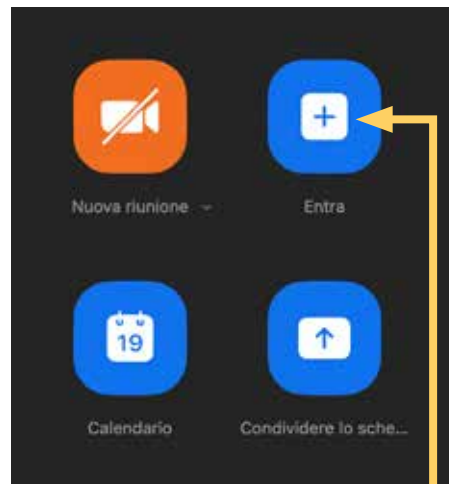 Nuova riunione
Entra
19
Calendario
Condividere lo sche...